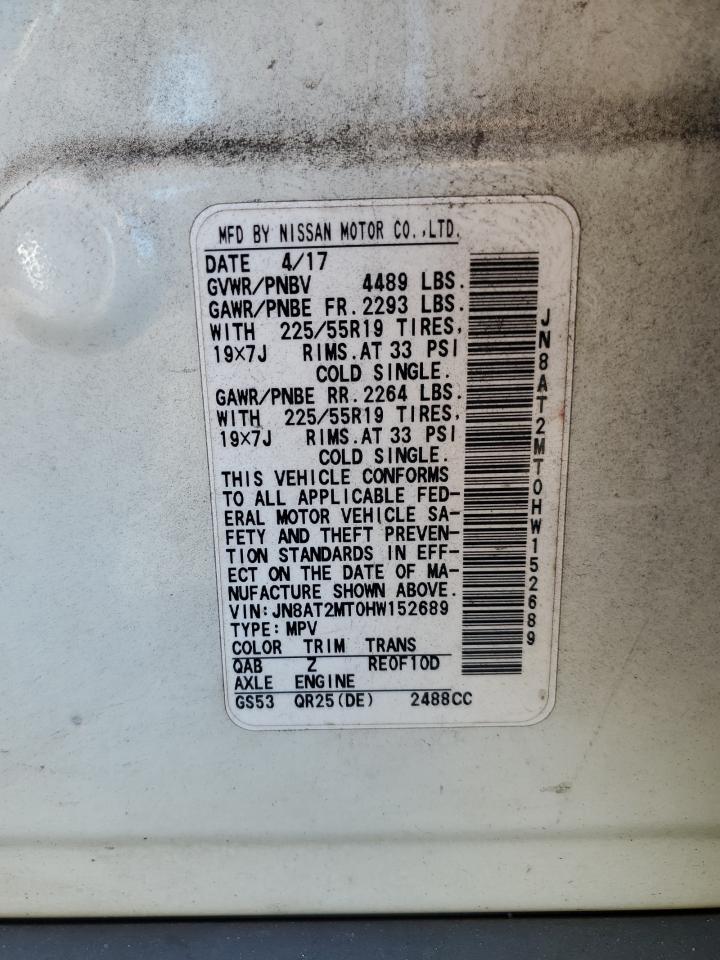 MFD BY NISSAN MOTOR CO.,LTD.
DATE 4/17
GVWR/PNBV 4489 LBS.
GAWR/PNBE FR.2293 LBS.
WITH 225/55R19 TIRES,
19×7J RIMS.AT 33 PSI
COLD SINGLE.
GAWR/PNBE RR.2264 LBS.
WITH 225/55R19 TIRES,
19×7J RIMS.AT 33 PSI
COLD SINGLE.
THIS VEHICLE CONFORMS
TO ALL APPLICABLE FED-
ERAL MOTOR VEHICLE SA-
FETY AND THEFT PREVEN-
TION STANDARDS IN EFF-
ECT ON THE DATE OF MA-
NUFACTURE SHOWN ABOVE.
VIN:JN8AT2MT0HW152689
TYPE:MPV
COLOR TRIM TRANS
QAB Z RE0F10D
AXLE ENGINE
GS53 QR25(DE) 2488CC
JN8AT2MT0HW152689